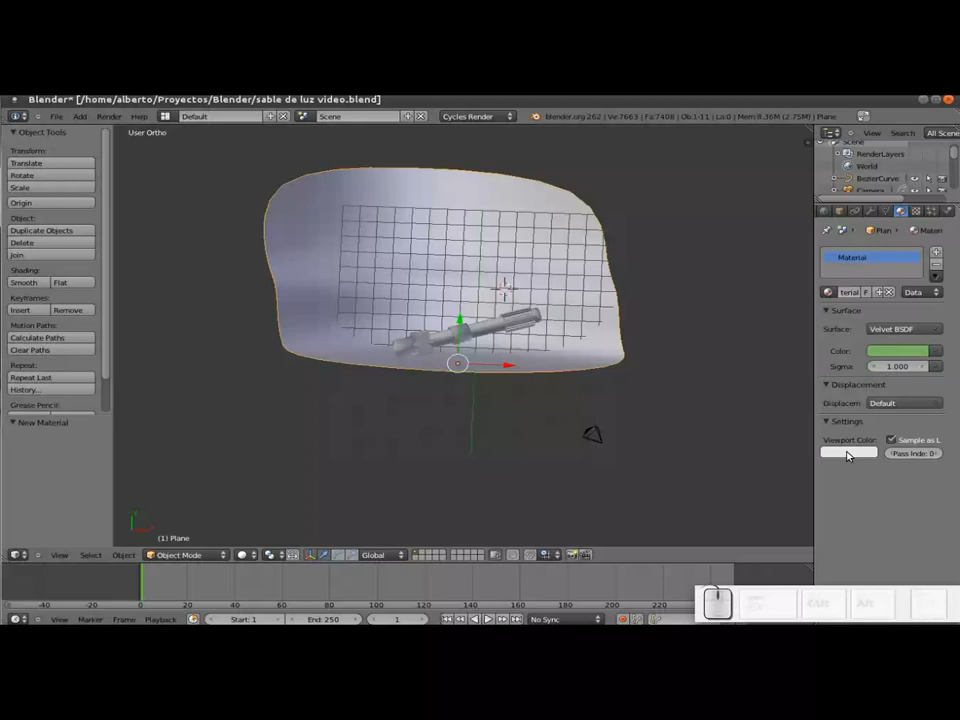 Blender* [/home/alberto/Proyectos/Blender/sable de luz video.blend]
File Add Render Help Default Scene Cycles Render blender.org 262 | Ve:7663 | Fa:7408 | Ob:1-11 | La:0 | Mem:8.36M (2.75M) | Plane
Object Tools
User Ortho
View Search All Scene
Scene
Transform:
RenderLayers
Translate
World
Rotate
BezierCurve
Scale
Camera
Origin
Object:
Plan Materi
Duplicate Objects
Delete
Join
Material
Shading:
Smooth Flat
terial F Data
Keyframes:
Insert Remove
Surface
Motion Paths:
Surface: Velvet BSDF
Calculate Paths
Clear Paths
Color:
Repeat:
Sigma: 1.000
Repeat Last
Displacement
History...
Displacem Default
Grease Pencil:
New Material
Settings
Viewport Color: Sample as L
Pass Inde: 0
(1) Plane
View Select Object Object Mode Global
-40 -20 0 20 40 60 80 100 120 140 160 180 200 220
View Marker Frame Playback Start: 1 End: 250 1 No Sync
Alt